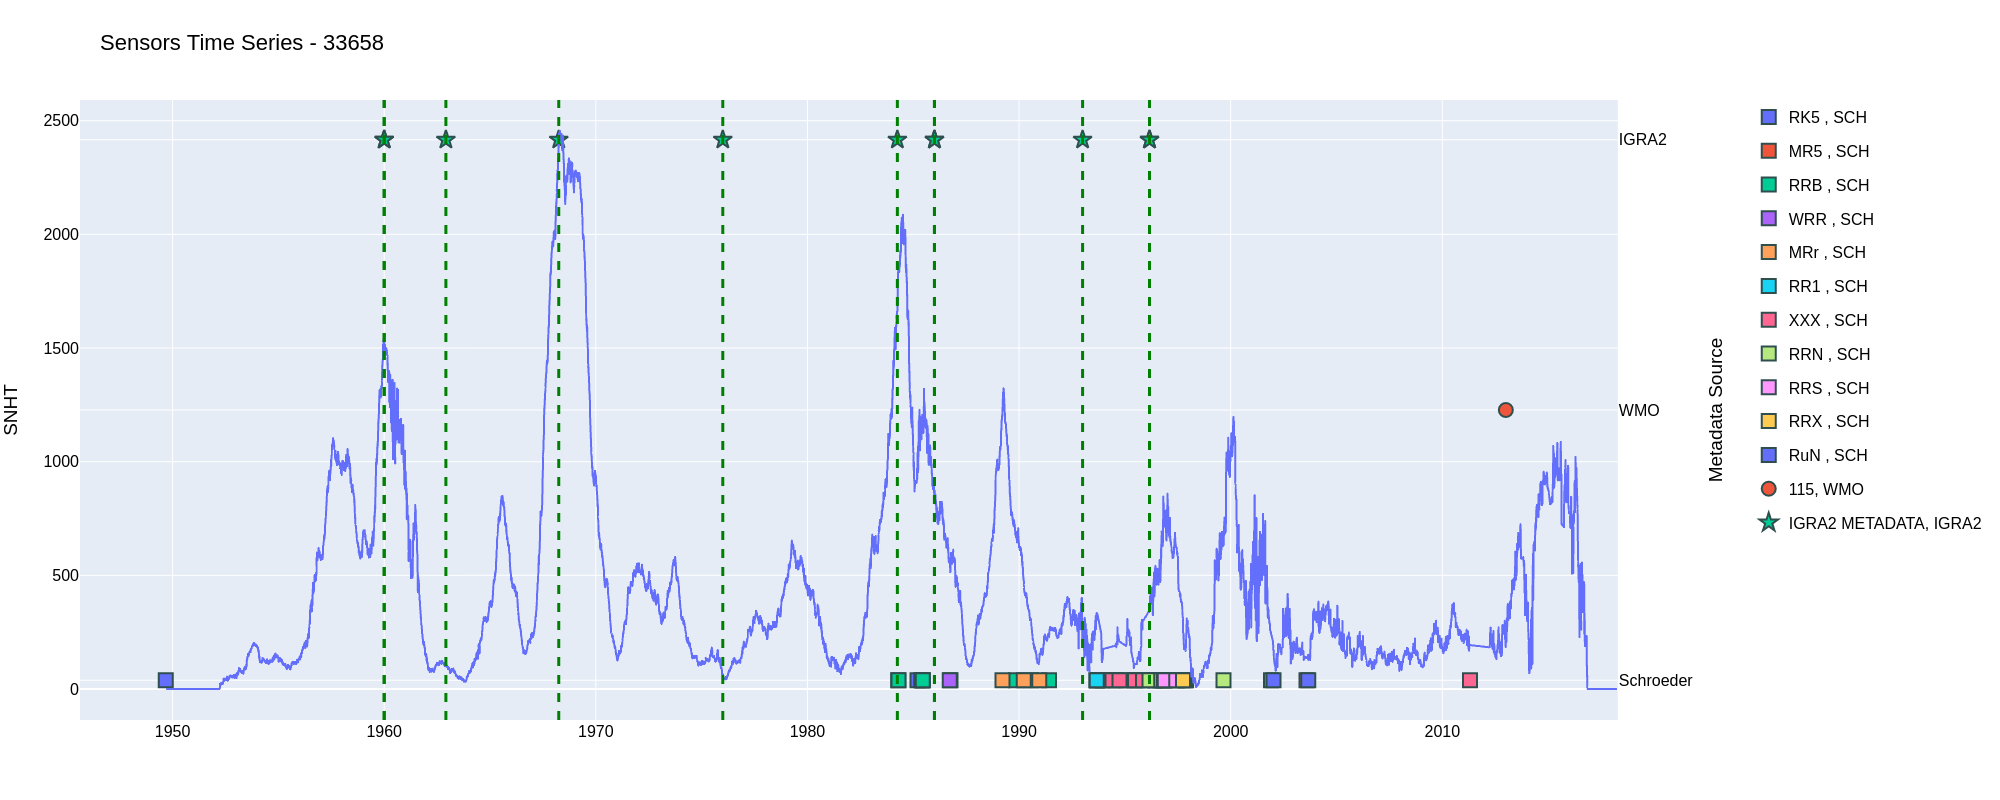 Sensors Time Series - 33658
2500
2000
1500
1000
500
0
SNHT
1950
1960
1970
1980
1990
2000
2010
IGRA2
WMO
Schroeder
Metadata Source
RK5 , SCH
MR5 , SCH
RRB , SCH
WRR , SCH
MRr , SCH
RR1 , SCH
XXX , SCH
RRN , SCH
RRS , SCH
RRX , SCH
RuN , SCH
115, WMO
IGRA2 METADATA, IGRA2